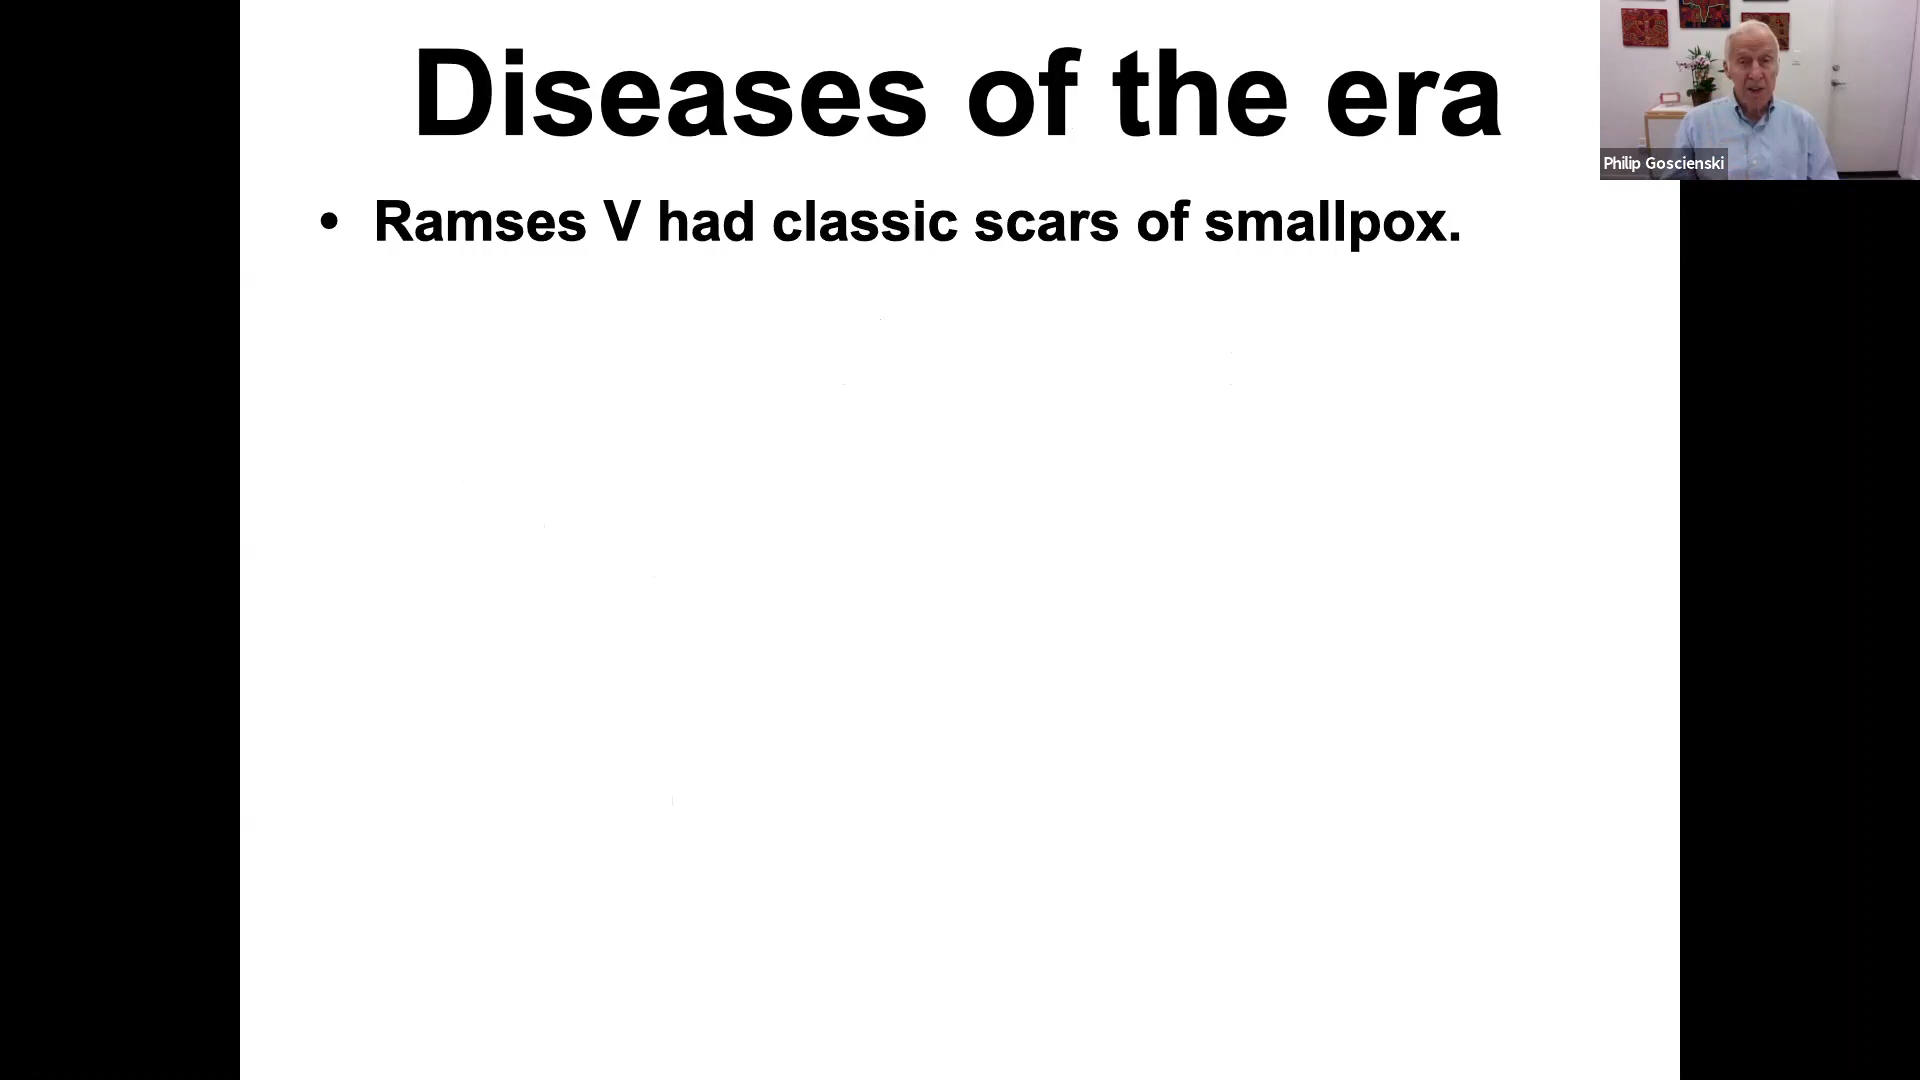 Diseases of the era
• Ramses V had classic scars of smallpox.
Philip Goscienski